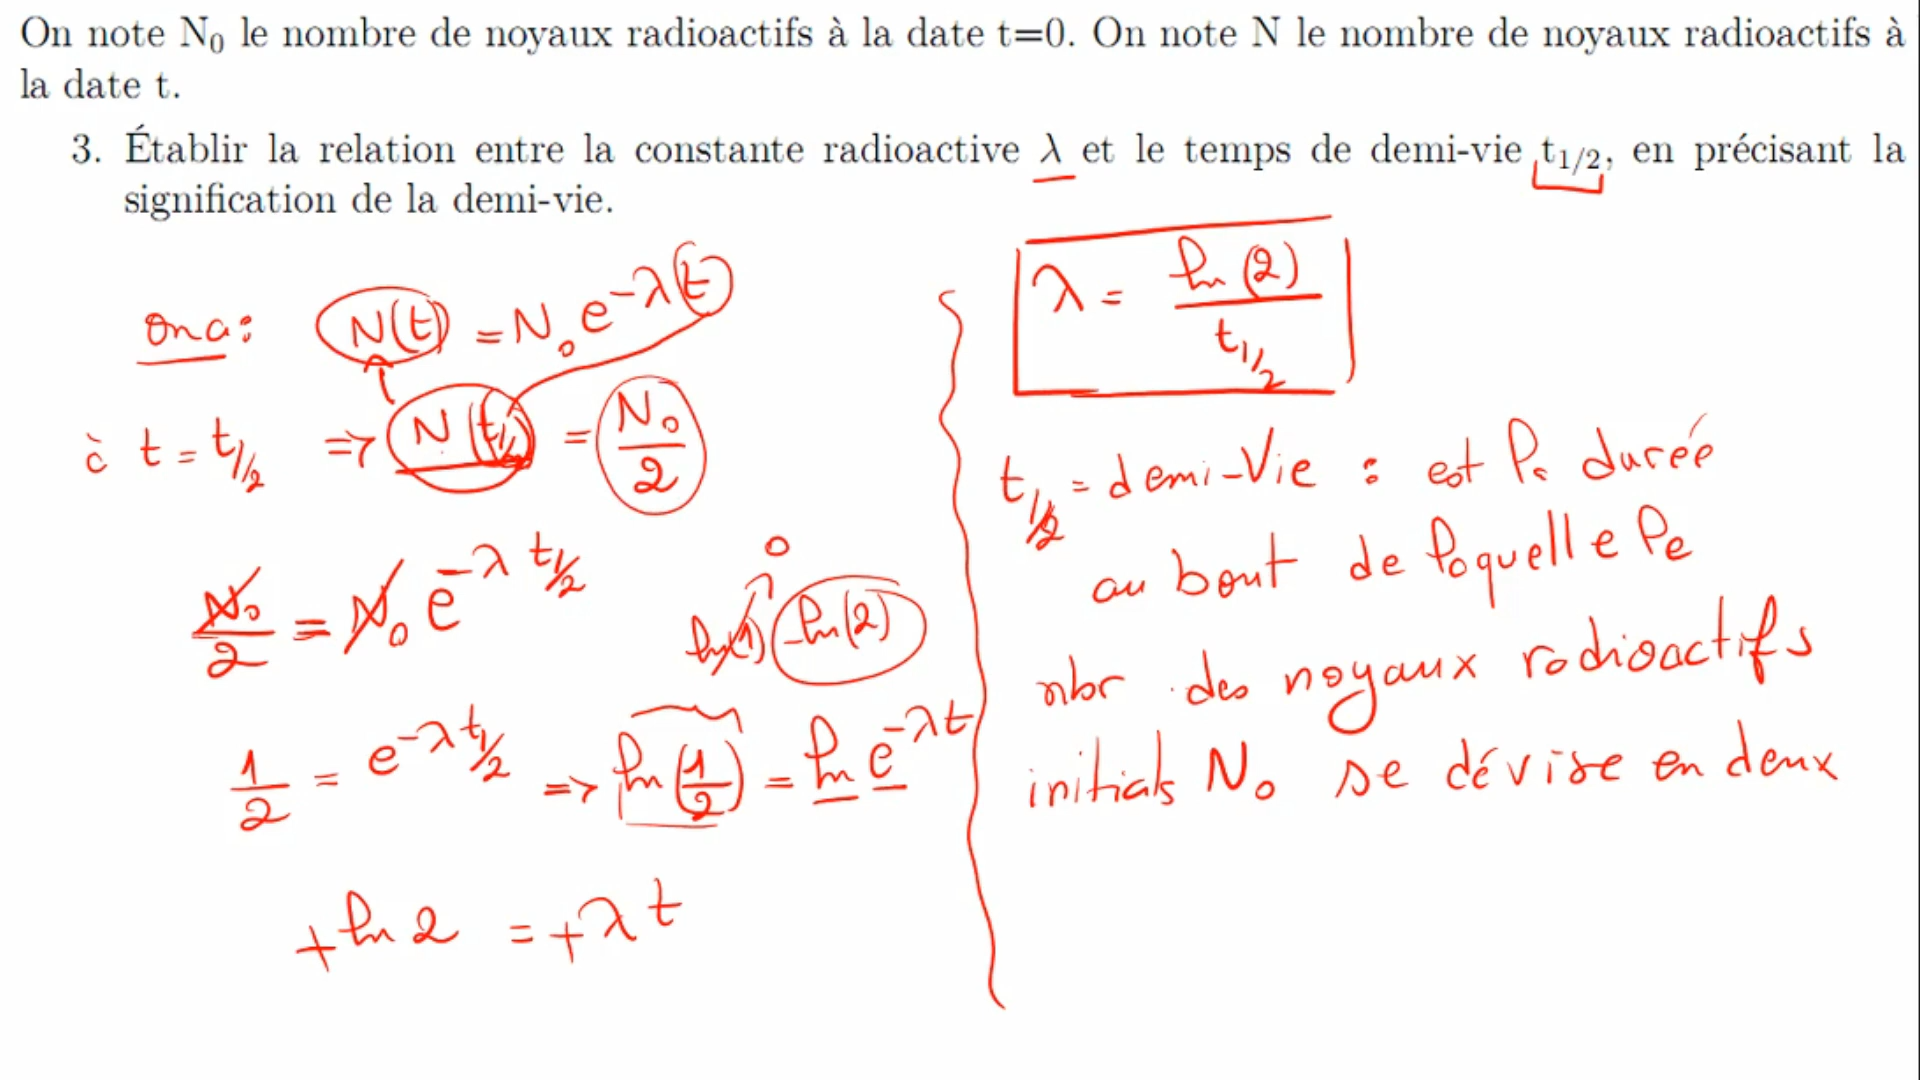 On note N₀ le nombre de noyaux radioactifs à la date t=0. On note N le nombre de noyaux radioactifs à
la date t.
3. Établir la relation entre la constante radioactive λ et le temps de demi-vie t₁/₂, en précisant la
signification de la demi-vie.
On a : N(t) = N₀ e^(-λt)
à t = t₁/₂ => N(t₁/₂) = N₀/2
N₀/2 = N₀ e^(-λ t₁/₂)
0
ln(1) - ln(2)
1/2 = e^(-λ t₁/₂) => ln(1/2) = ln e^(-λt)
+ ln 2 = + λ t
λ = ln(2) / t₁/₂
t₁/₂ = demi-Vie : est la durée
au bout de laquelle le
nbr des noyaux radioactifs
initials N₀ se dévise en deux